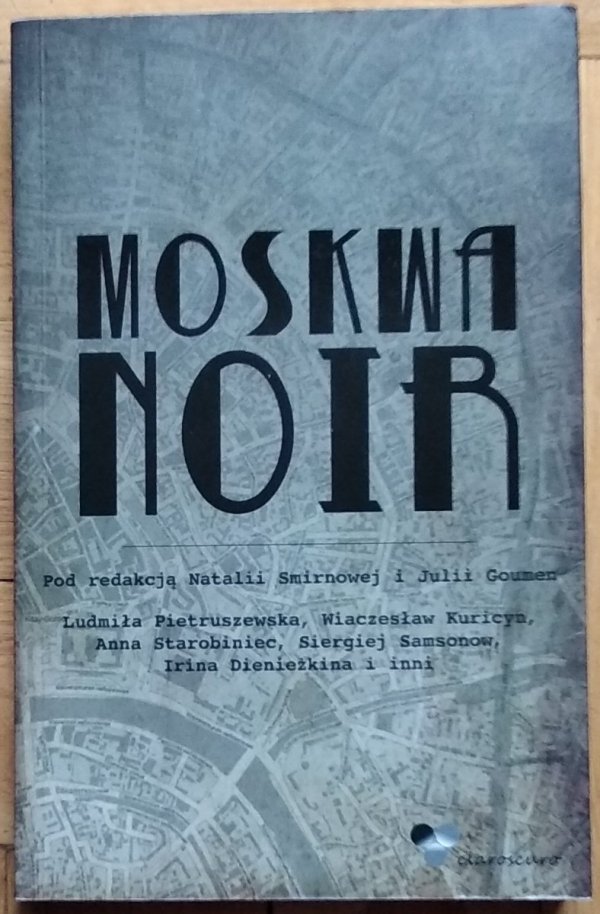 MOSKWA
NOIR
Pod redakcją Natalii Smirnowej i Julii Goumen
Ludmiła Pietruszewska, Wiaczesław Kuricyn,
Anna Starobiniec, Siergiej Samsonow,
Irina Dienieżkina i inni
claroscuro